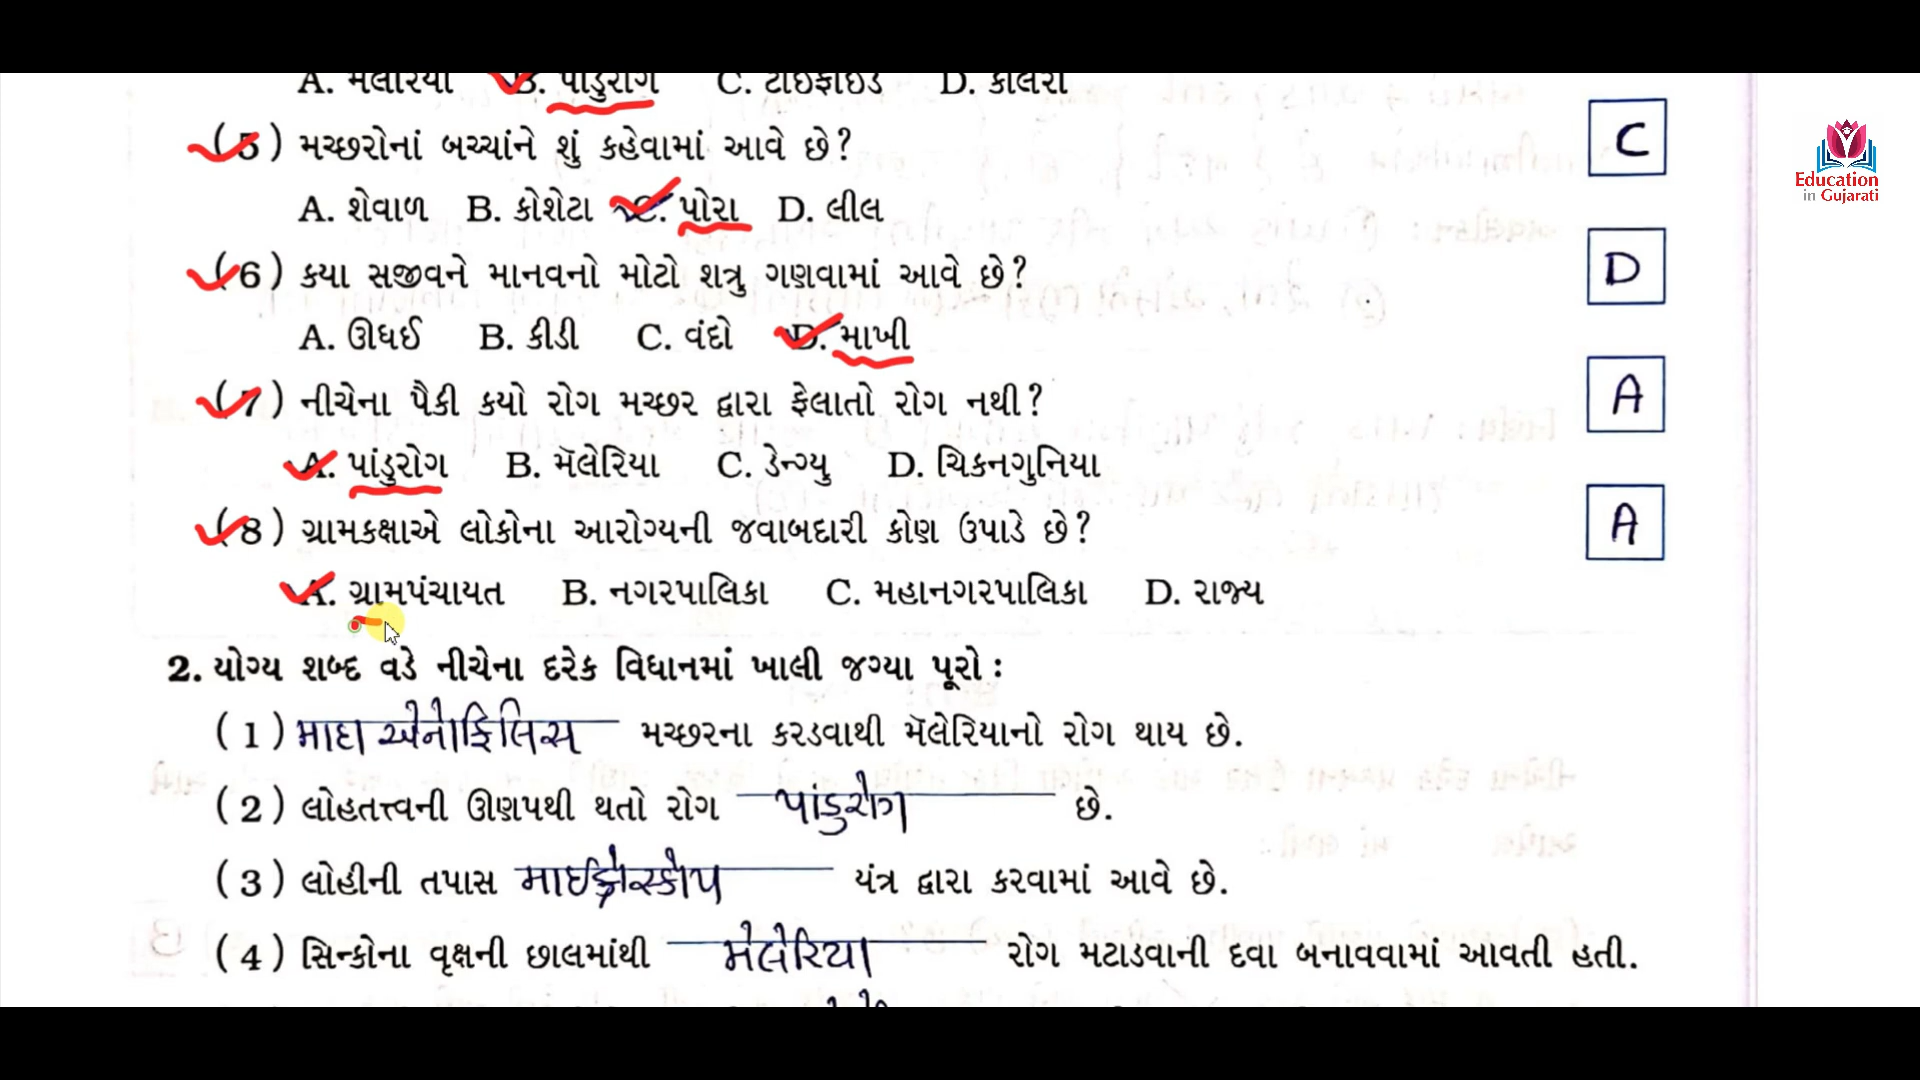 A. મેલેરિયા B. પાંડુરોગ C. ટાઇફૉઇડ D. કૉલેરા
(5) મચ્છરોનાં બચ્ચાંને શું કહેવામાં આવે છે? C
A. શેવાળ B. કોશેટા C. પોરા D. લીલ
(6) કયા સજીવને માનવનો મોટો શત્રુ ગણવામાં આવે છે? D
A. ઊધઈ B. કીડી C. વંદો D. માખી
(7) નીચેના પૈકી કયો રોગ મચ્છર દ્વારા ફેલાતો રોગ નથી? A
A. પાંડુરોગ B. મૅલેરિયા C. ડેન્ગ્યુ D. ચિકનગુનિયા
(8) ગ્રામકક્ષાએ લોકોના આરોગ્યની જવાબદારી કોણ ઉપાડે છે? A
A. ગ્રામપંચાયત B. નગરપાલિકા C. મહાનગરપાલિકા D. રાજ્ય
2. યોગ્ય શબ્દ વડે નીચેના દરેક વિધાનમાં ખાલી જગ્યા પૂરો :
(1) માદા એનોફિલિસ મચ્છરના કરડવાથી મૅલેરિયાનો રોગ થાય છે.
(2) લોહતત્ત્વની ઊણપથી થતો રોગ પાંડુરોગ છે.
(3) લોહીની તપાસ માઈક્રોસ્કોપ યંત્ર દ્વારા કરવામાં આવે છે.
(4) સિન્કોના વૃક્ષની છાલમાંથી મેલેરિયા રોગ મટાડવાની દવા બનાવવામાં આવતી હતી.
Education
in Gujarati